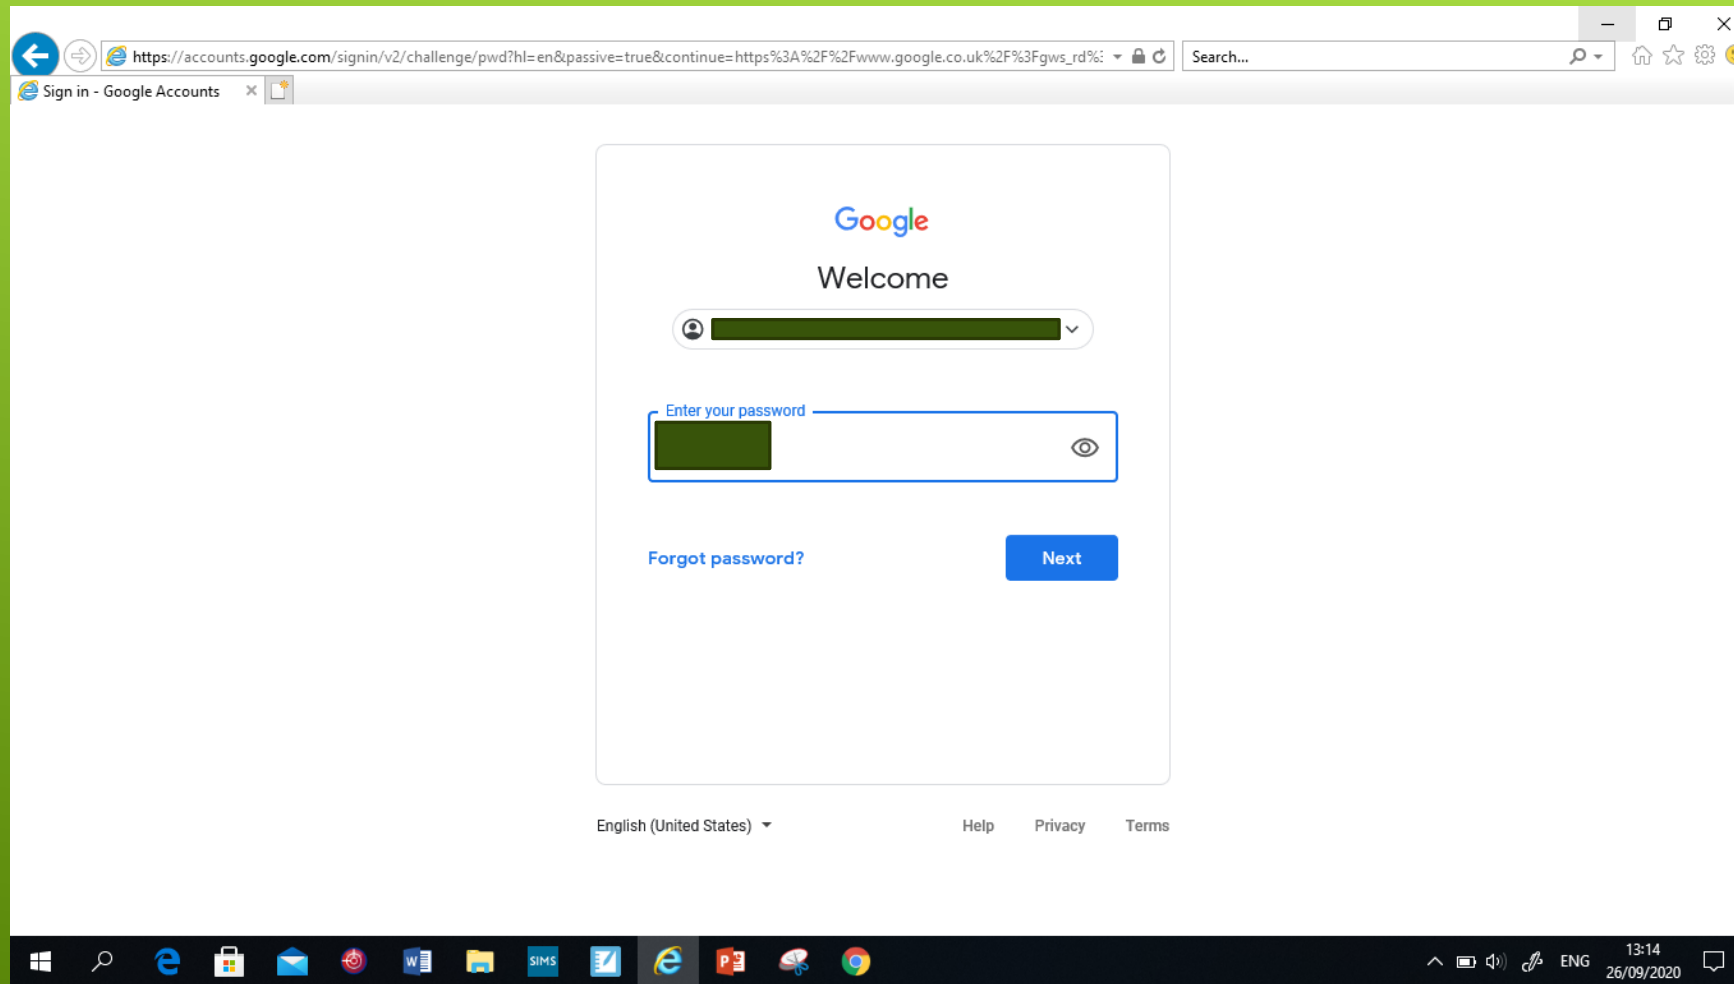 https://accounts.google.com/signin/v2/challenge/pwd?hl=en&passive=true&continue=https%3A%2F%2Fwww.google.co.uk%2F%3Fgws_rd%3
Search...
Sign in - Google Accounts
Google
Welcome
Enter your password
Forgot password?
Next
English (United States)
Help Privacy Terms
SIMS
ENG
13:14
26/09/2020